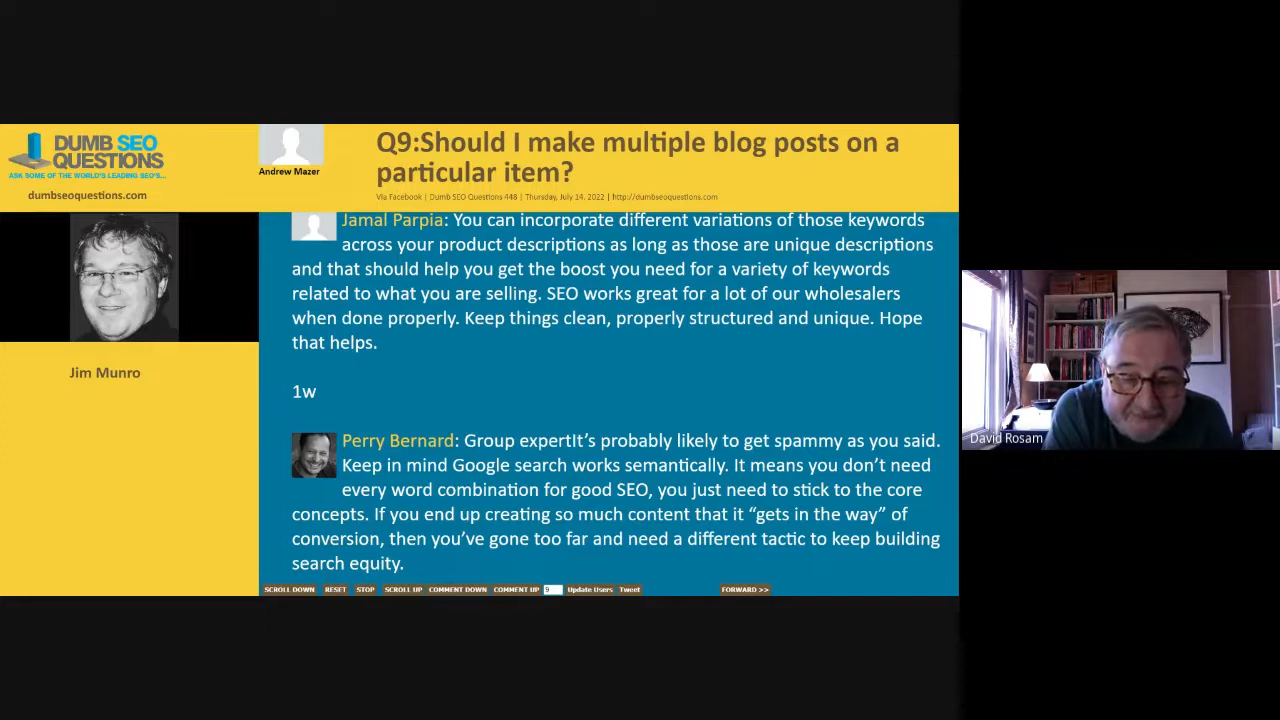 DUMB SEO
QUESTIONS
ASK SOME OF THE WORLD'S LEADING SEO'S...
dumbseoquestions.com
Andrew Mazer
Q9:Should I make multiple blog posts on a
particular item?
Via Facebook | Dumb SEO Questions 448 | Thursday, July 14, 2022 | http://dumbseoquestions.com
Jim Munro
Jamal Parpia: You can incorporate different variations of those keywords
across your product descriptions as long as those are unique descriptions
and that should help you get the boost you need for a variety of keywords
related to what you are selling. SEO works great for a lot of our wholesalers
when done properly. Keep things clean, properly structured and unique. Hope
that helps.
1w
Perry Bernard: Group expertIt’s probably likely to get spammy as you said.
Keep in mind Google search works semantically. It means you don’t need
every word combination for good SEO, you just need to stick to the core
concepts. If you end up creating so much content that it “gets in the way” of
conversion, then you’ve gone too far and need a different tactic to keep building
search equity.
SCROLL DOWN RESET STOP SCROLL UP COMMENT DOWN COMMENT UP 9 Update Users Tweet FORWARD >>
David Rosam